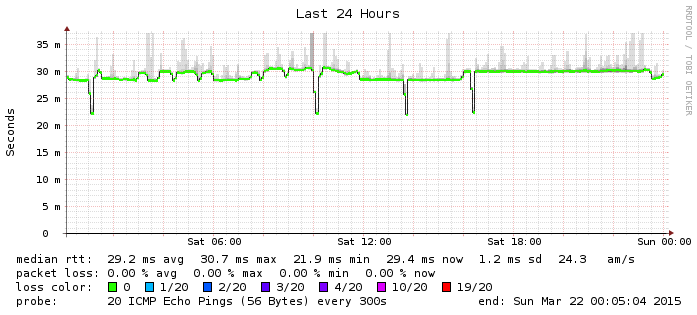 Last 24 Hours
RRDTOOL / TOBI OETIKER
Seconds
35 m
30 m
25 m
20 m
15 m
10 m
5 m
0
Sat 06:00 Sat 12:00 Sat 18:00 Sun 00:00
median rtt: 29.2 ms avg 30.7 ms max 21.9 ms min 29.4 ms now 1.2 ms sd 24.3 am/s
packet loss: 0.00 % avg 0.00 % max 0.00 % min 0.00 % now
loss color: 0 1/20 2/20 3/20 4/20 10/20 19/20
probe: 20 ICMP Echo Pings (56 Bytes) every 300s end: Sun Mar 22 00:05:04 2015